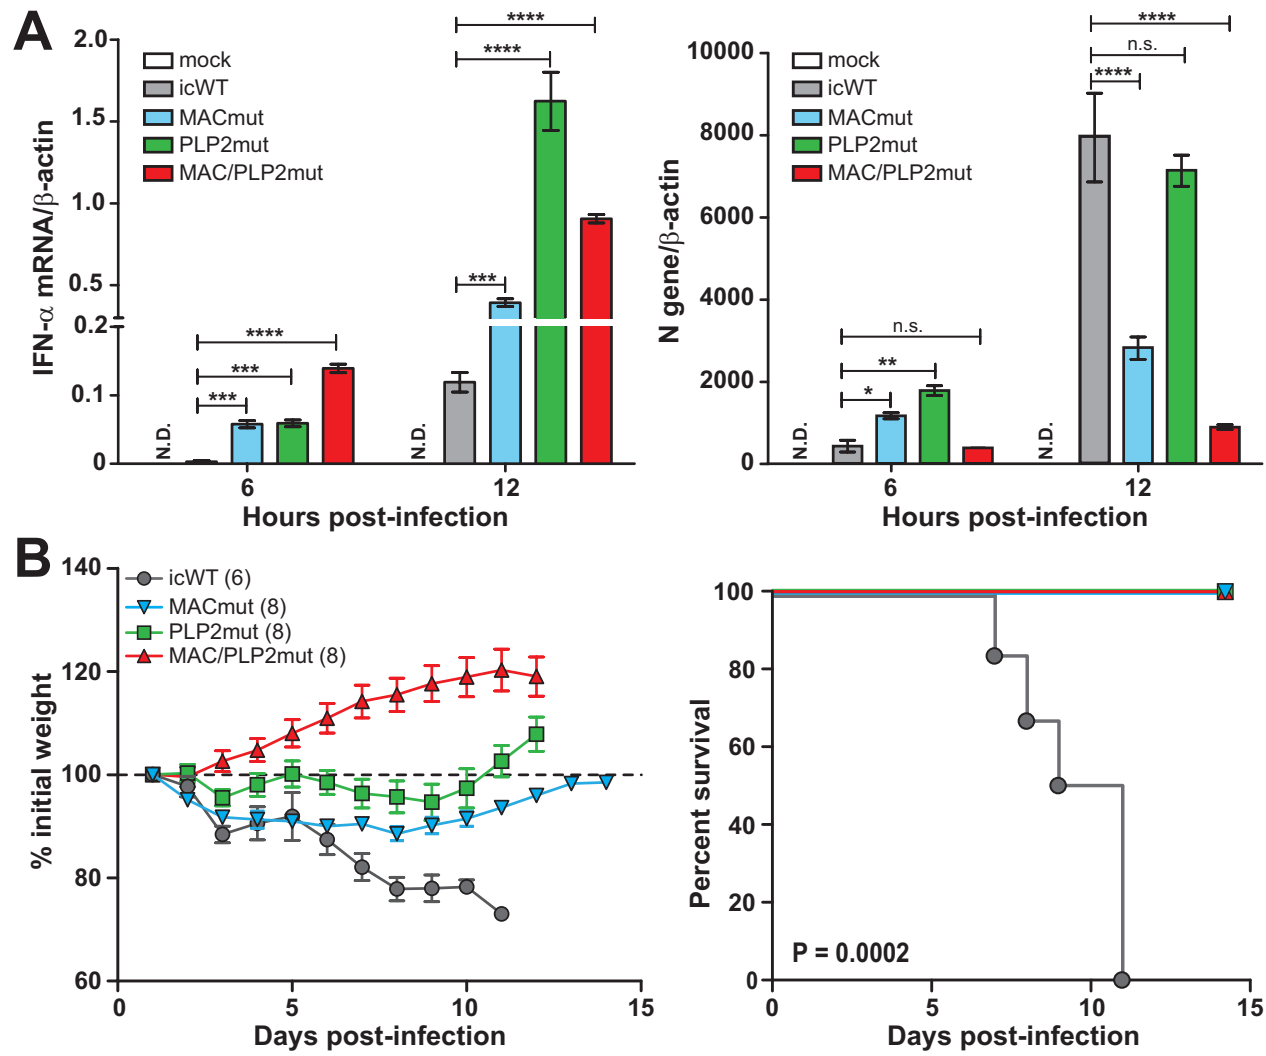 A
IFN-α mRNA/β-actin
2.0
1.5
1.0
0.5
0.2
0.1
0
mock
icWT
MACmut
PLP2mut
MAC/PLP2mut
****
****
***
****
***
***
N.D.
N.D.
6
12
Hours post-infection
N gene/β-actin
10000
8000
6000
4000
2000
0
mock
icWT
MACmut
PLP2mut
MAC/PLP2mut
****
n.s.
****
n.s.
**
*
N.D.
N.D.
6
12
Hours post-infection
B
% initial weight
140
120
100
80
60
icWT (6)
MACmut (8)
PLP2mut (8)
MAC/PLP2mut (8)
0
5
10
15
Days post-infection
Percent survival
100
80
60
40
20
0
P = 0.0002
0
5
10
15
Days post-infection